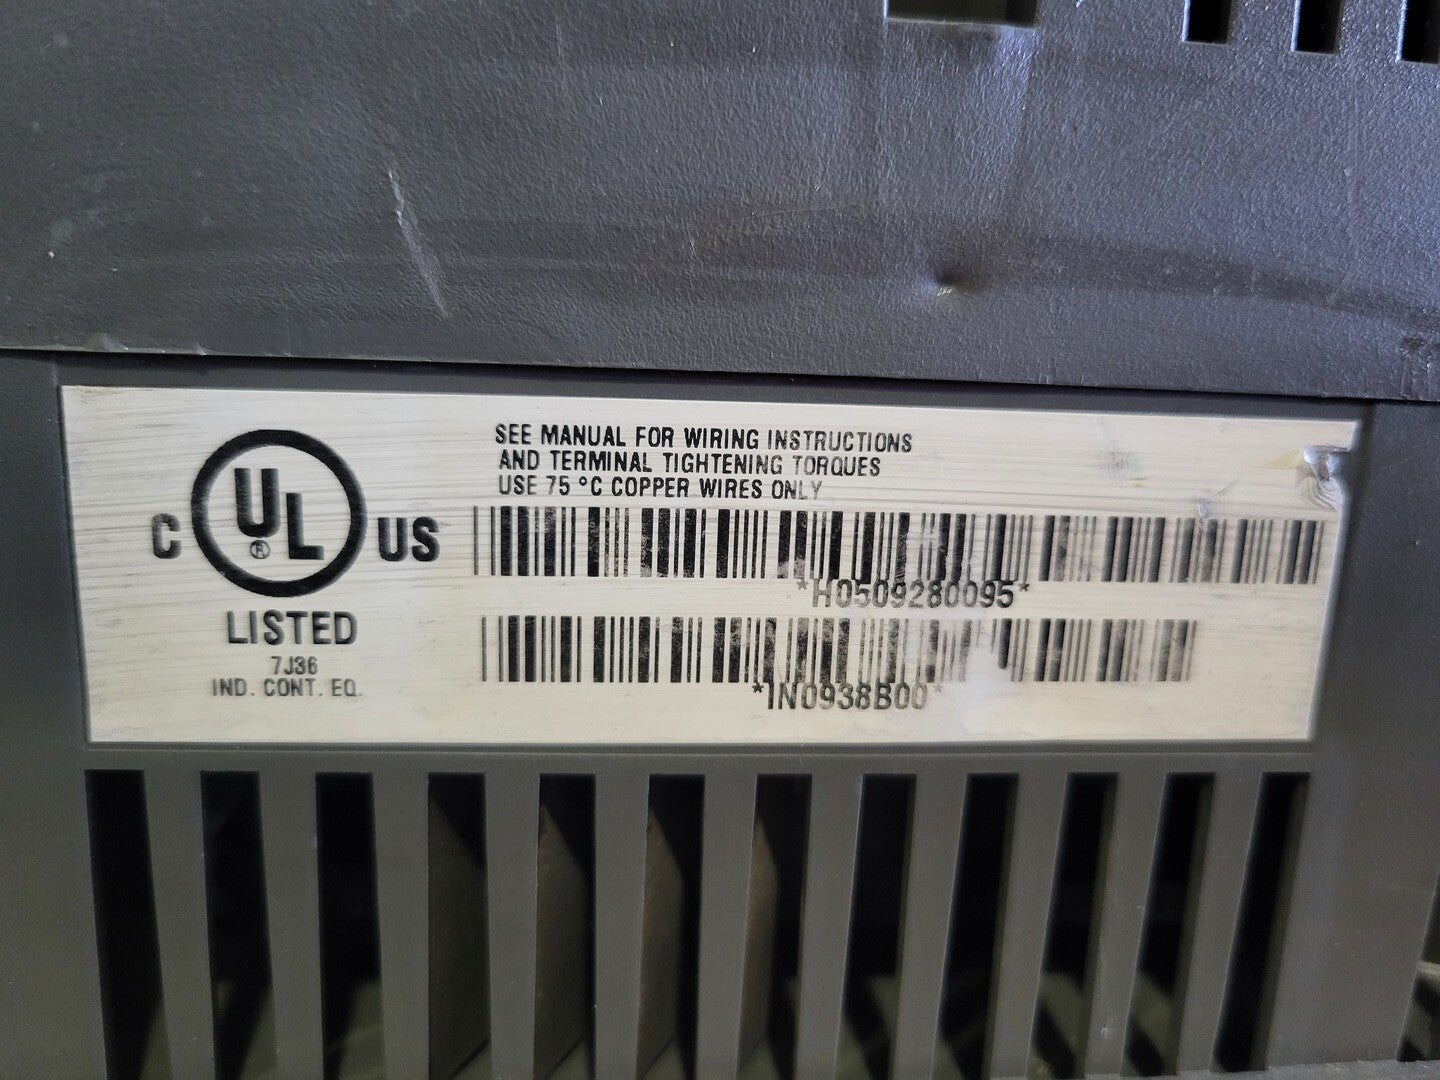 SEE MANUAL FOR WIRING INSTRUCTIONS
AND TERMINAL TIGHTENING TORQUES
USE 75 °C COPPER WIRES ONLY
C UL® US
LISTED
7J36
IND. CONT. EQ.
*H0509280095*
*IN0938B00*